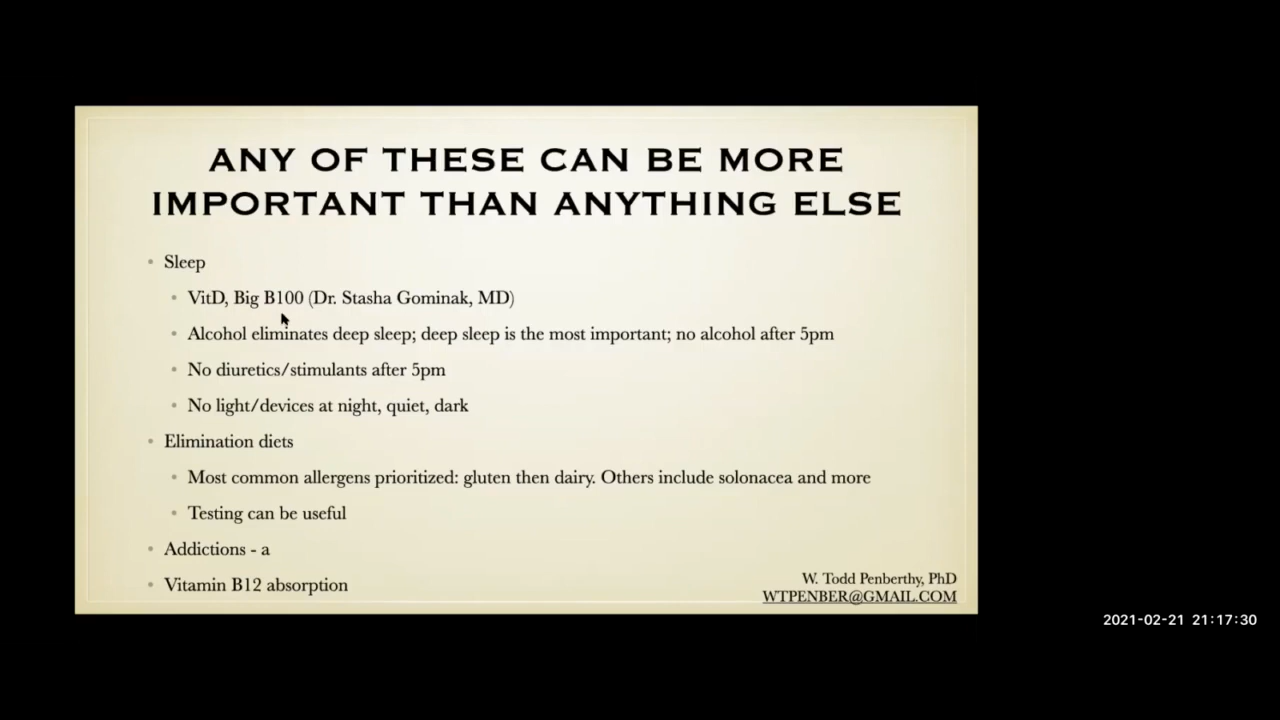 ANY OF THESE CAN BE MORE
IMPORTANT THAN ANYTHING ELSE
• Sleep
• VitD, Big B100 (Dr. Stasha Gominak, MD)
• Alcohol eliminates deep sleep; deep sleep is the most important; no alcohol after 5pm
• No diuretics/stimulants after 5pm
• No light/devices at night, quiet, dark
• Elimination diets
• Most common allergens prioritized: gluten then dairy. Others include solonacea and more
• Testing can be useful
• Addictions - a
• Vitamin B12 absorption
W. Todd Penberthy, PhD
WTPENBER@GMAIL.COM
2021-02-21 21:17:30